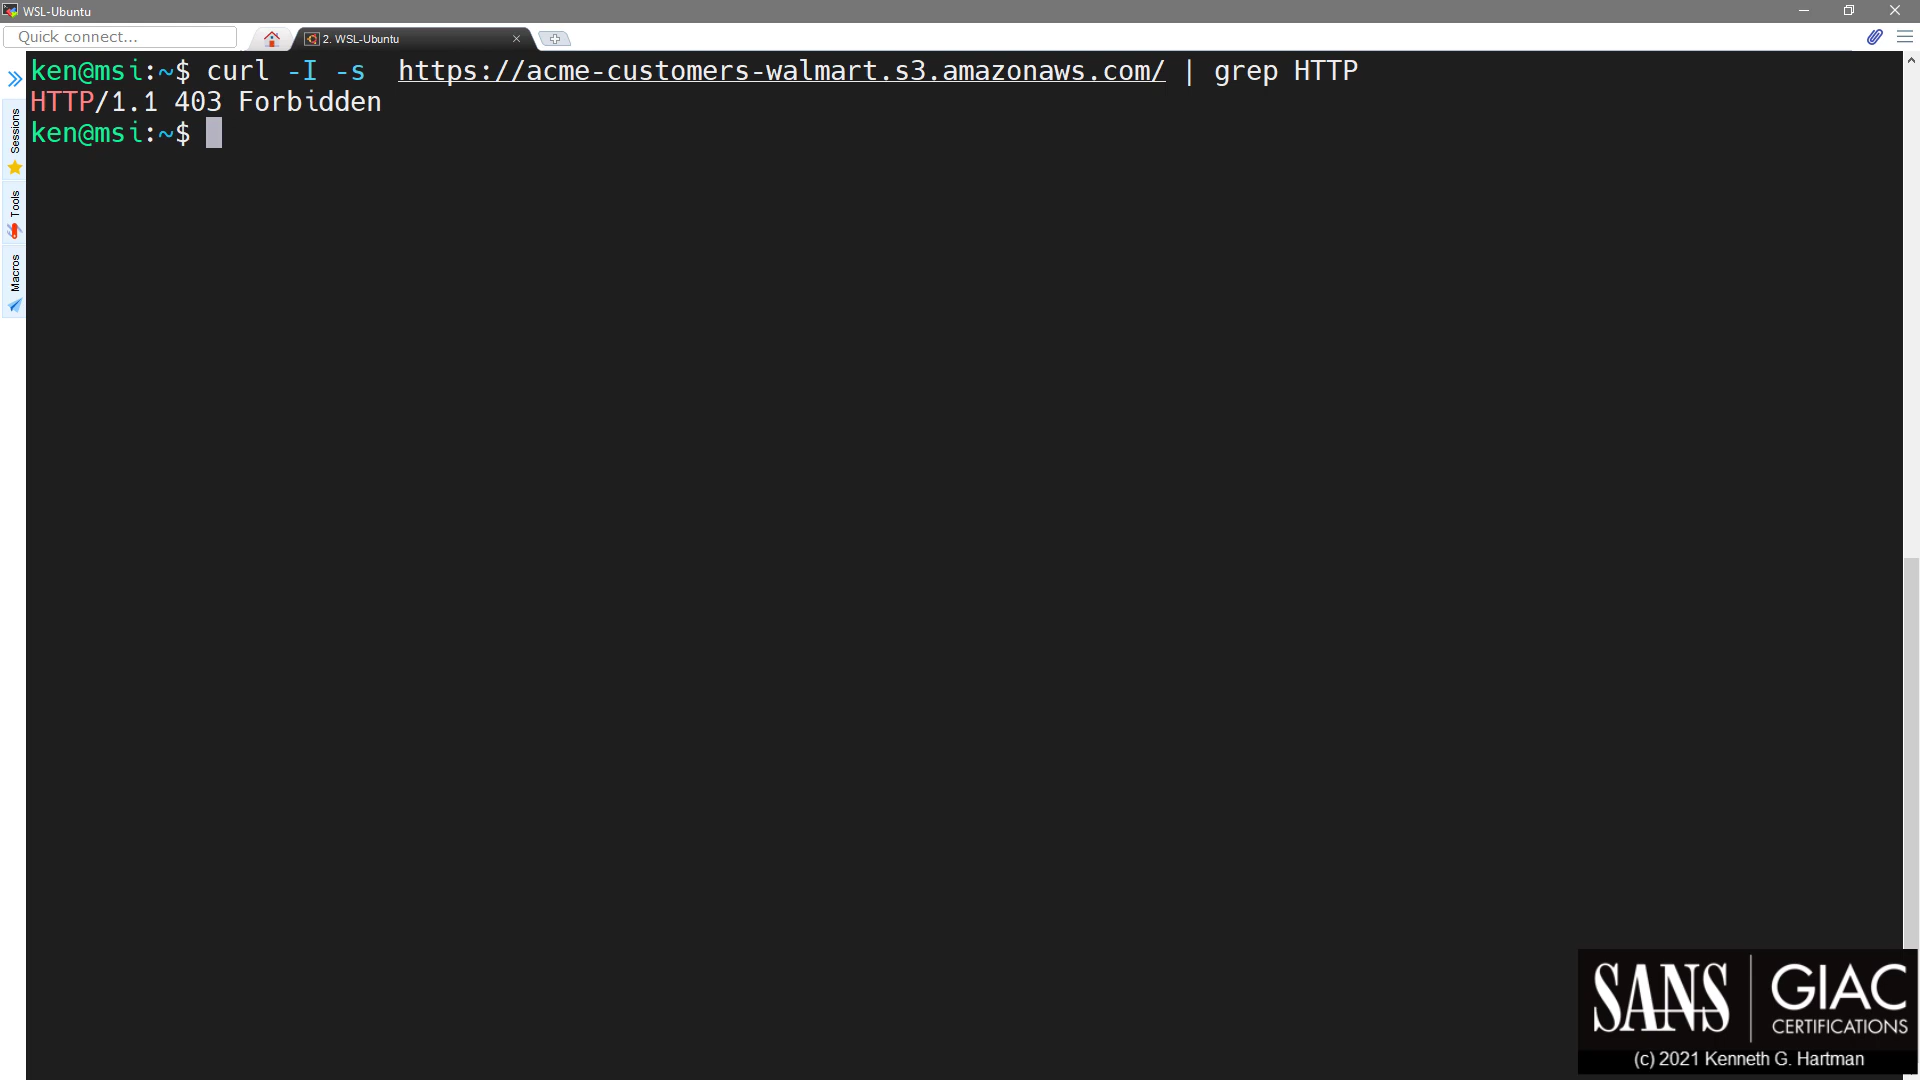 WSL-Ubuntu
Quick connect...
2. WSL-Ubuntu
ken@msi:~$ curl -I -s  https://acme-customers-walmart.s3.amazonaws.com/ | grep HTTP
HTTP/1.1 403 Forbidden
ken@msi:~$
Sessions
Tools
Macros
SANS
GIAC
CERTIFICATIONS
(c) 2021 Kenneth G. Hartman